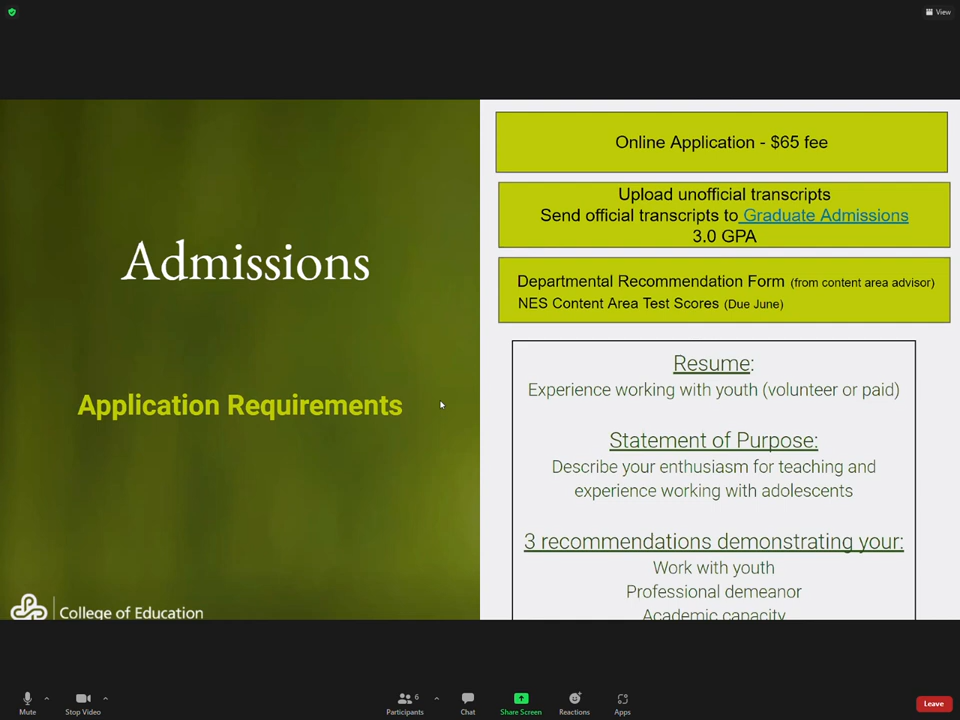 View
Admissions
Application Requirements
College of Education
Online Application - $65 fee
Upload unofficial transcripts
Send official transcripts to Graduate Admissions
3.0 GPA
Departmental Recommendation Form (from content area advisor)
NES Content Area Test Scores (Due June)
Resume:
Experience working with youth (volunteer or paid)
Statement of Purpose:
Describe your enthusiasm for teaching and
experience working with adolescents
3 recommendations demonstrating your:
Work with youth
Professional demeanor
Academic capacity
6
Mute Stop Video Participants Chat Share Screen Reactions Apps Leave